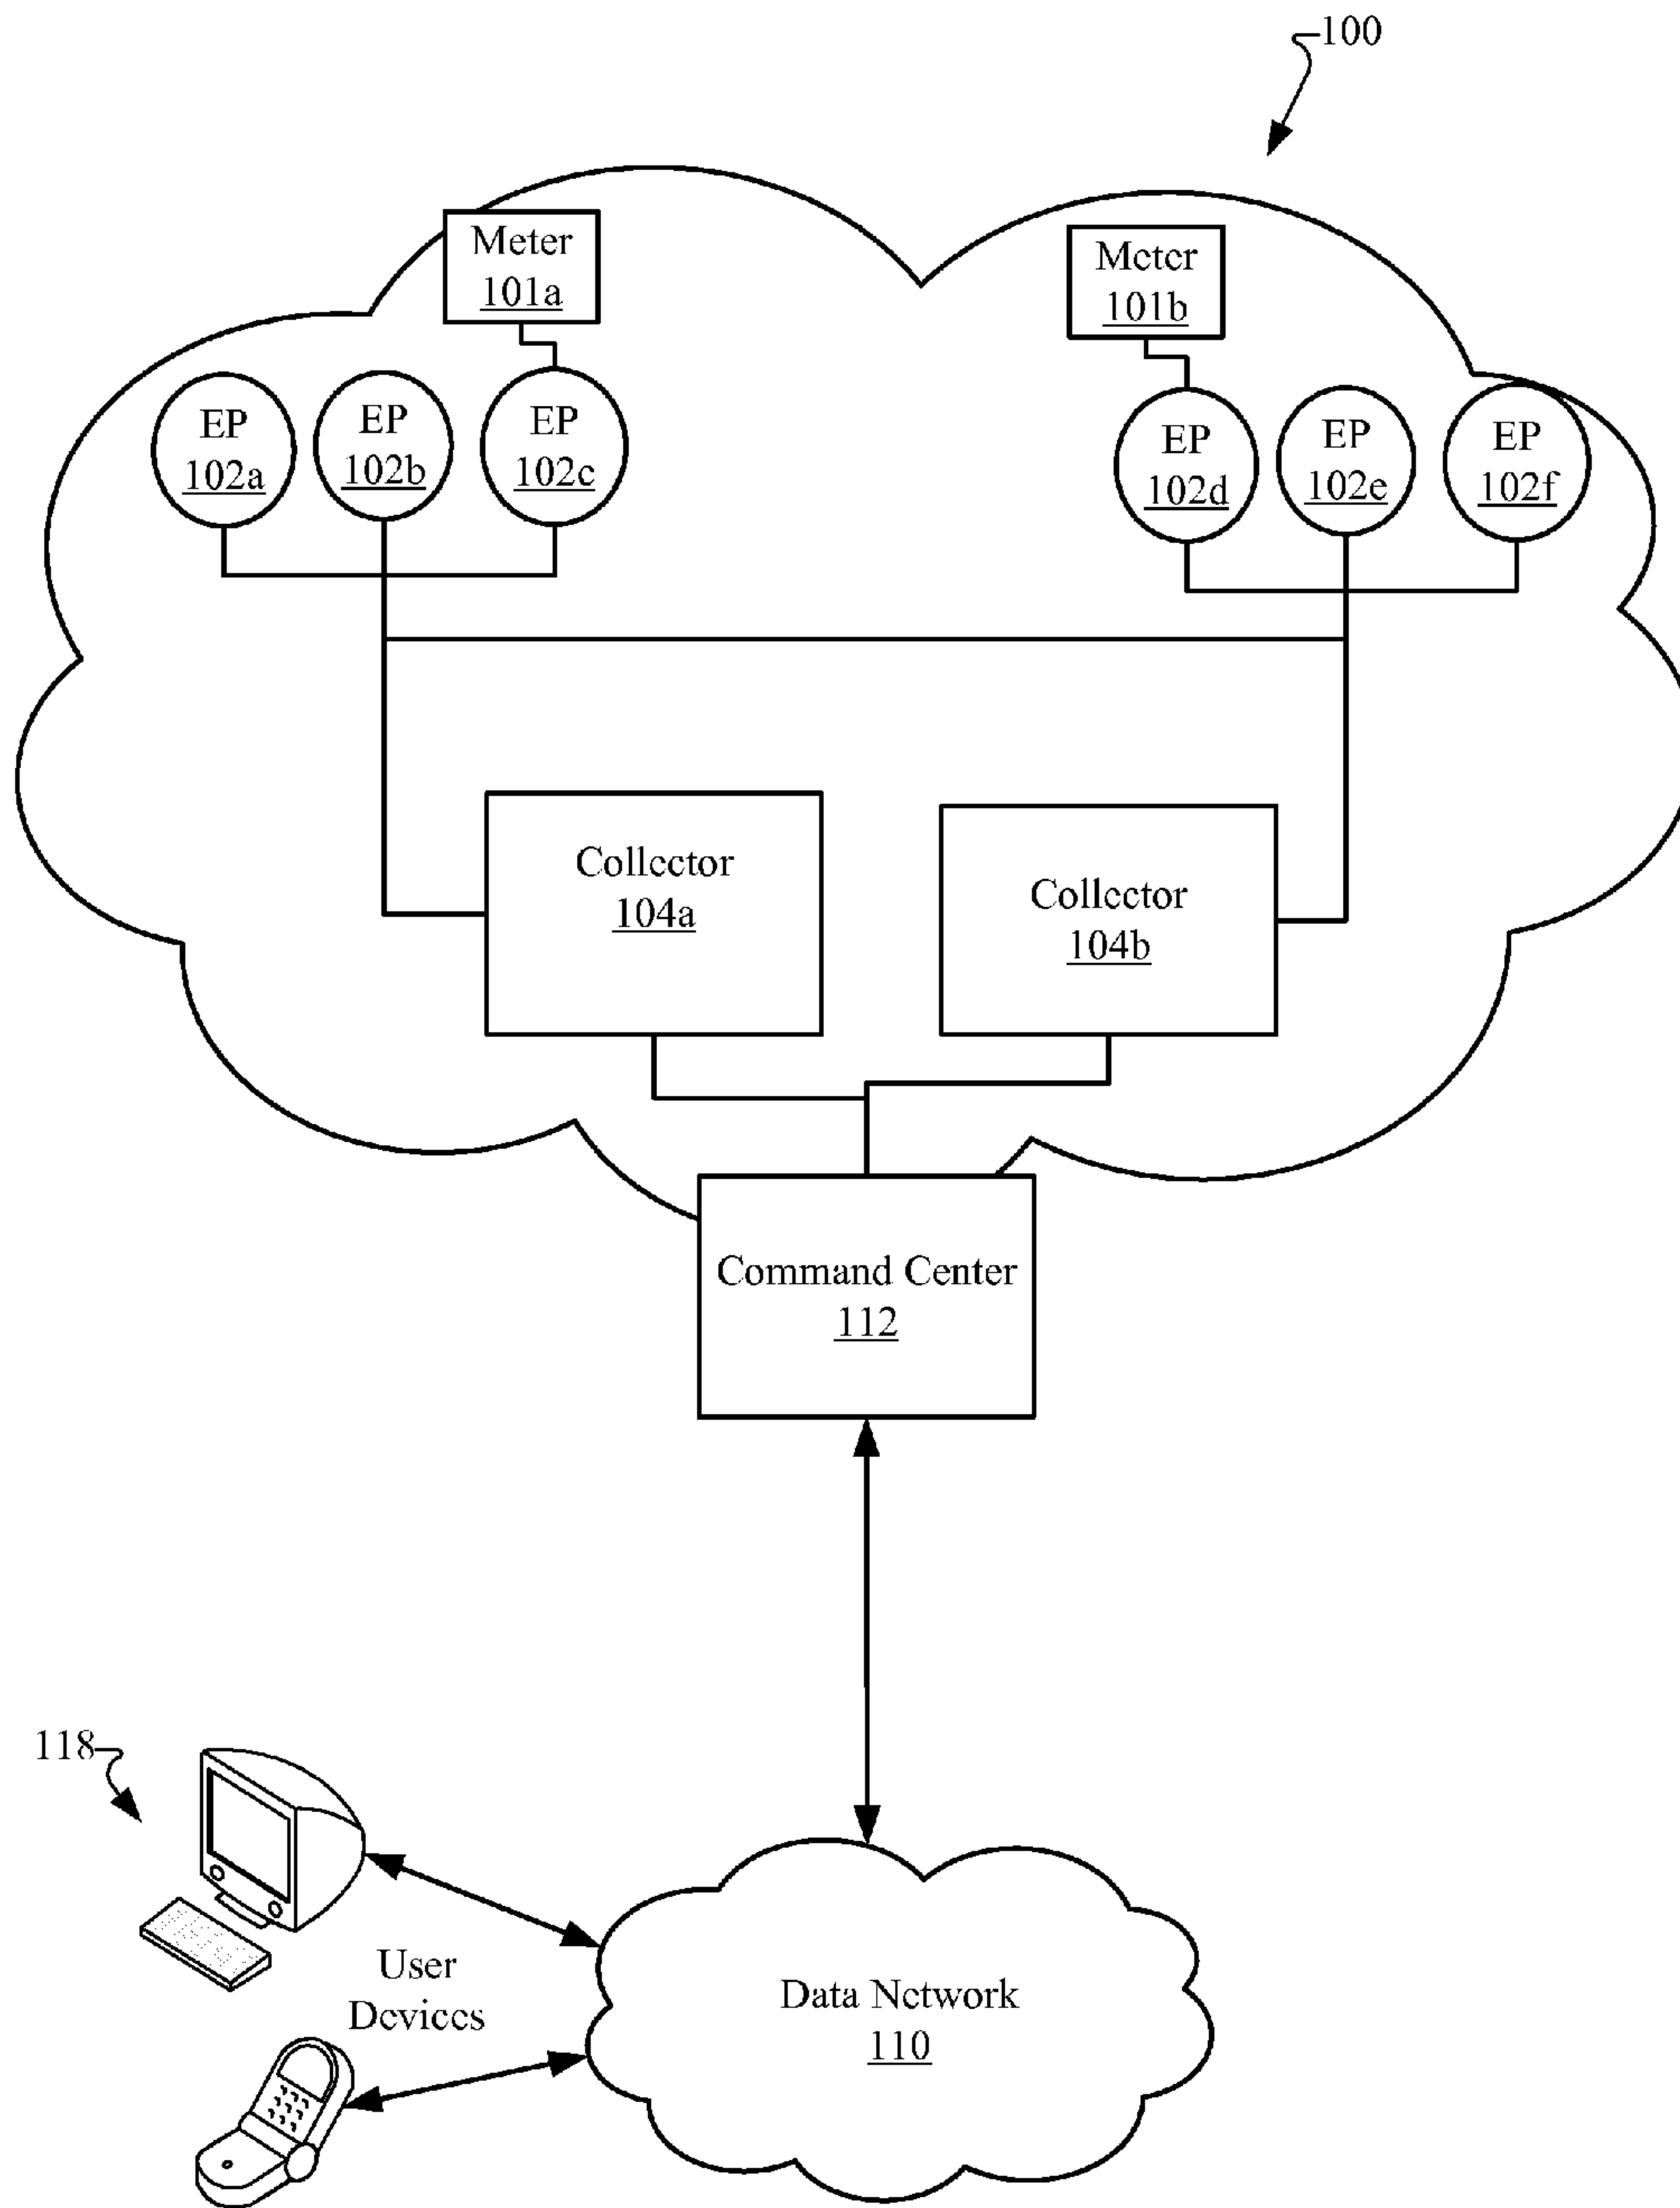 100
Meter
101a
Meter
101b
EP
102a
EP
102b
EP
102c
EP
102d
EP
102e
EP
102f
Collector
104a
Collector
104b
Command Center
112
118
User
Devices
Data Network
110